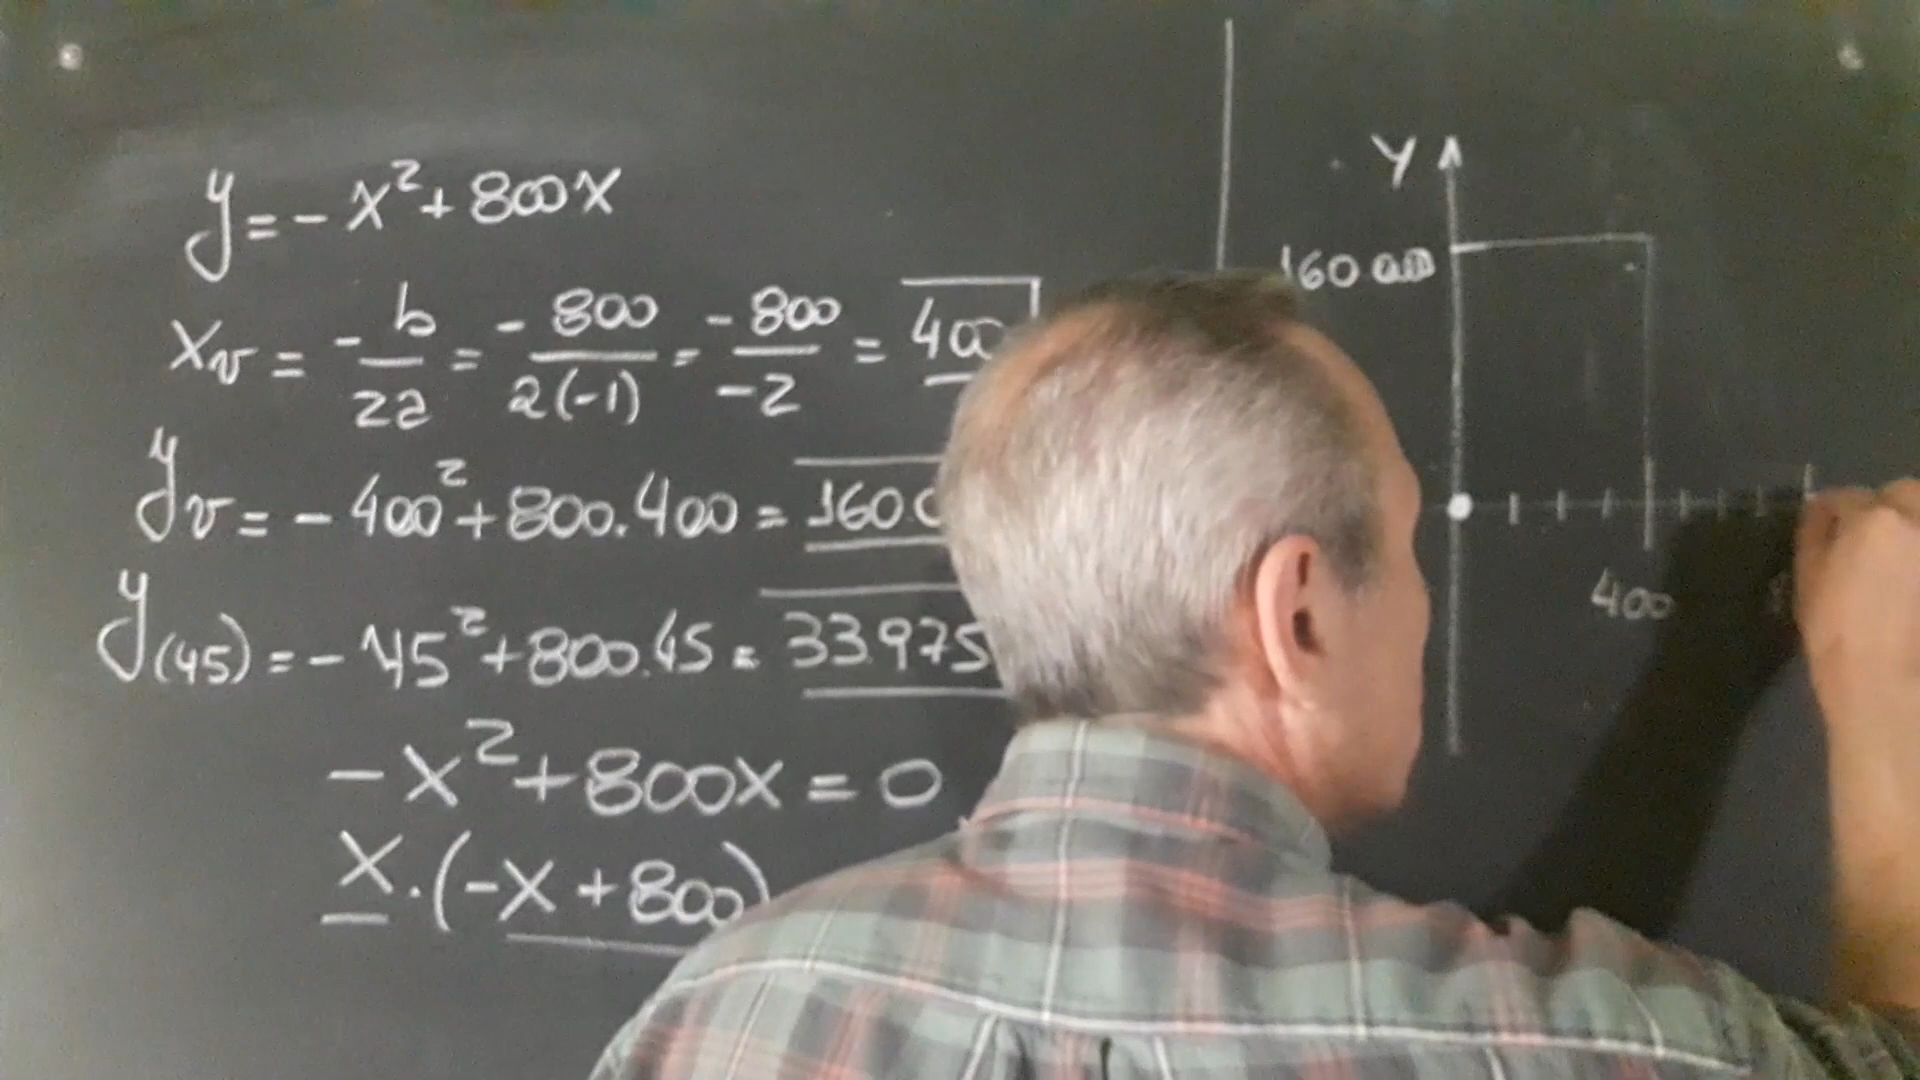 y = - x² + 800x
xv = - b/2a = - 800/2(-1) = - 800/-2 = 400
yv = - 400² + 800.400 = 160
y(45) = - 45² + 800.45 = 33.975
-x² + 800x = 0
x.(-x + 800)
y
160 000
400